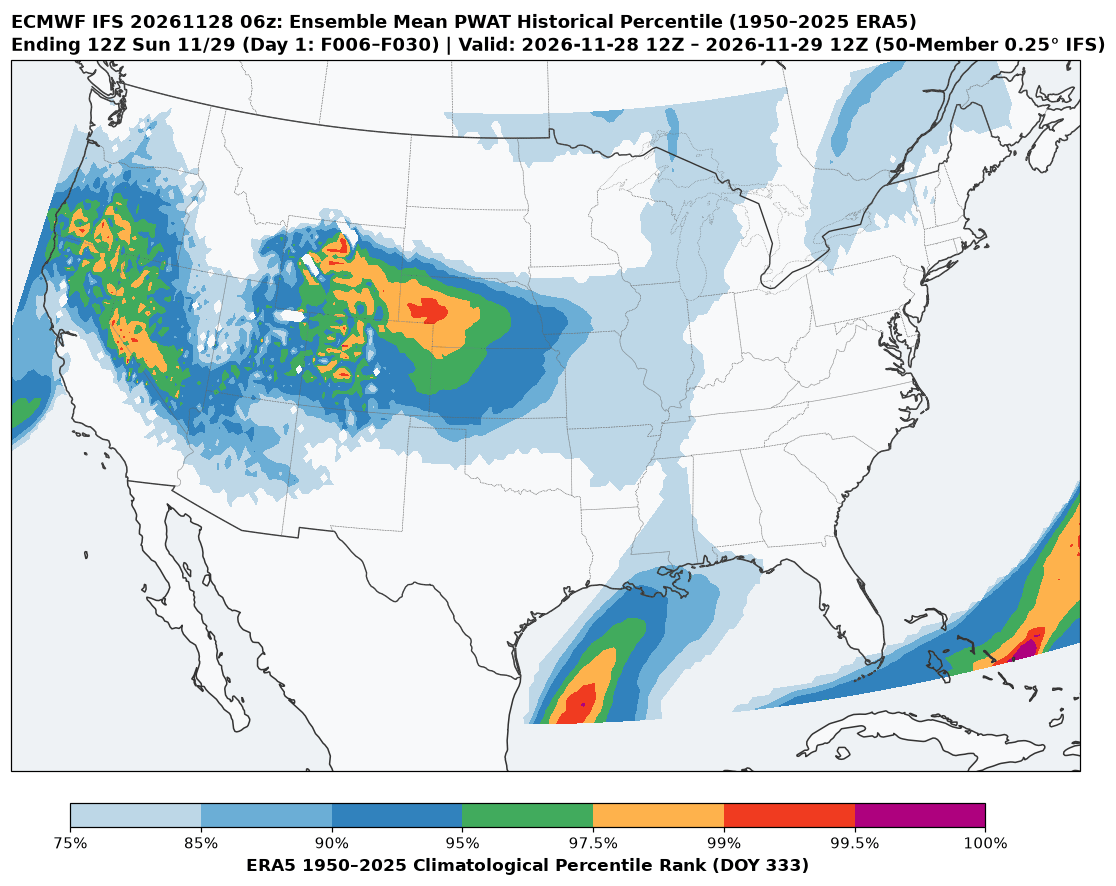 ECMWF IFS 20261128 06z: Ensemble Mean PWAT Historical Percentile (1950–2025 ERA5)
Ending 12Z Sun 11/29 (Day 1: F006–F030) | Valid: 2026-11-28 12Z – 2026-11-29 12Z (50-Member 0.25° IFS)
75% 85% 90% 95% 97.5% 99% 99.5% 100%
ERA5 1950–2025 Climatological Percentile Rank (DOY 333)